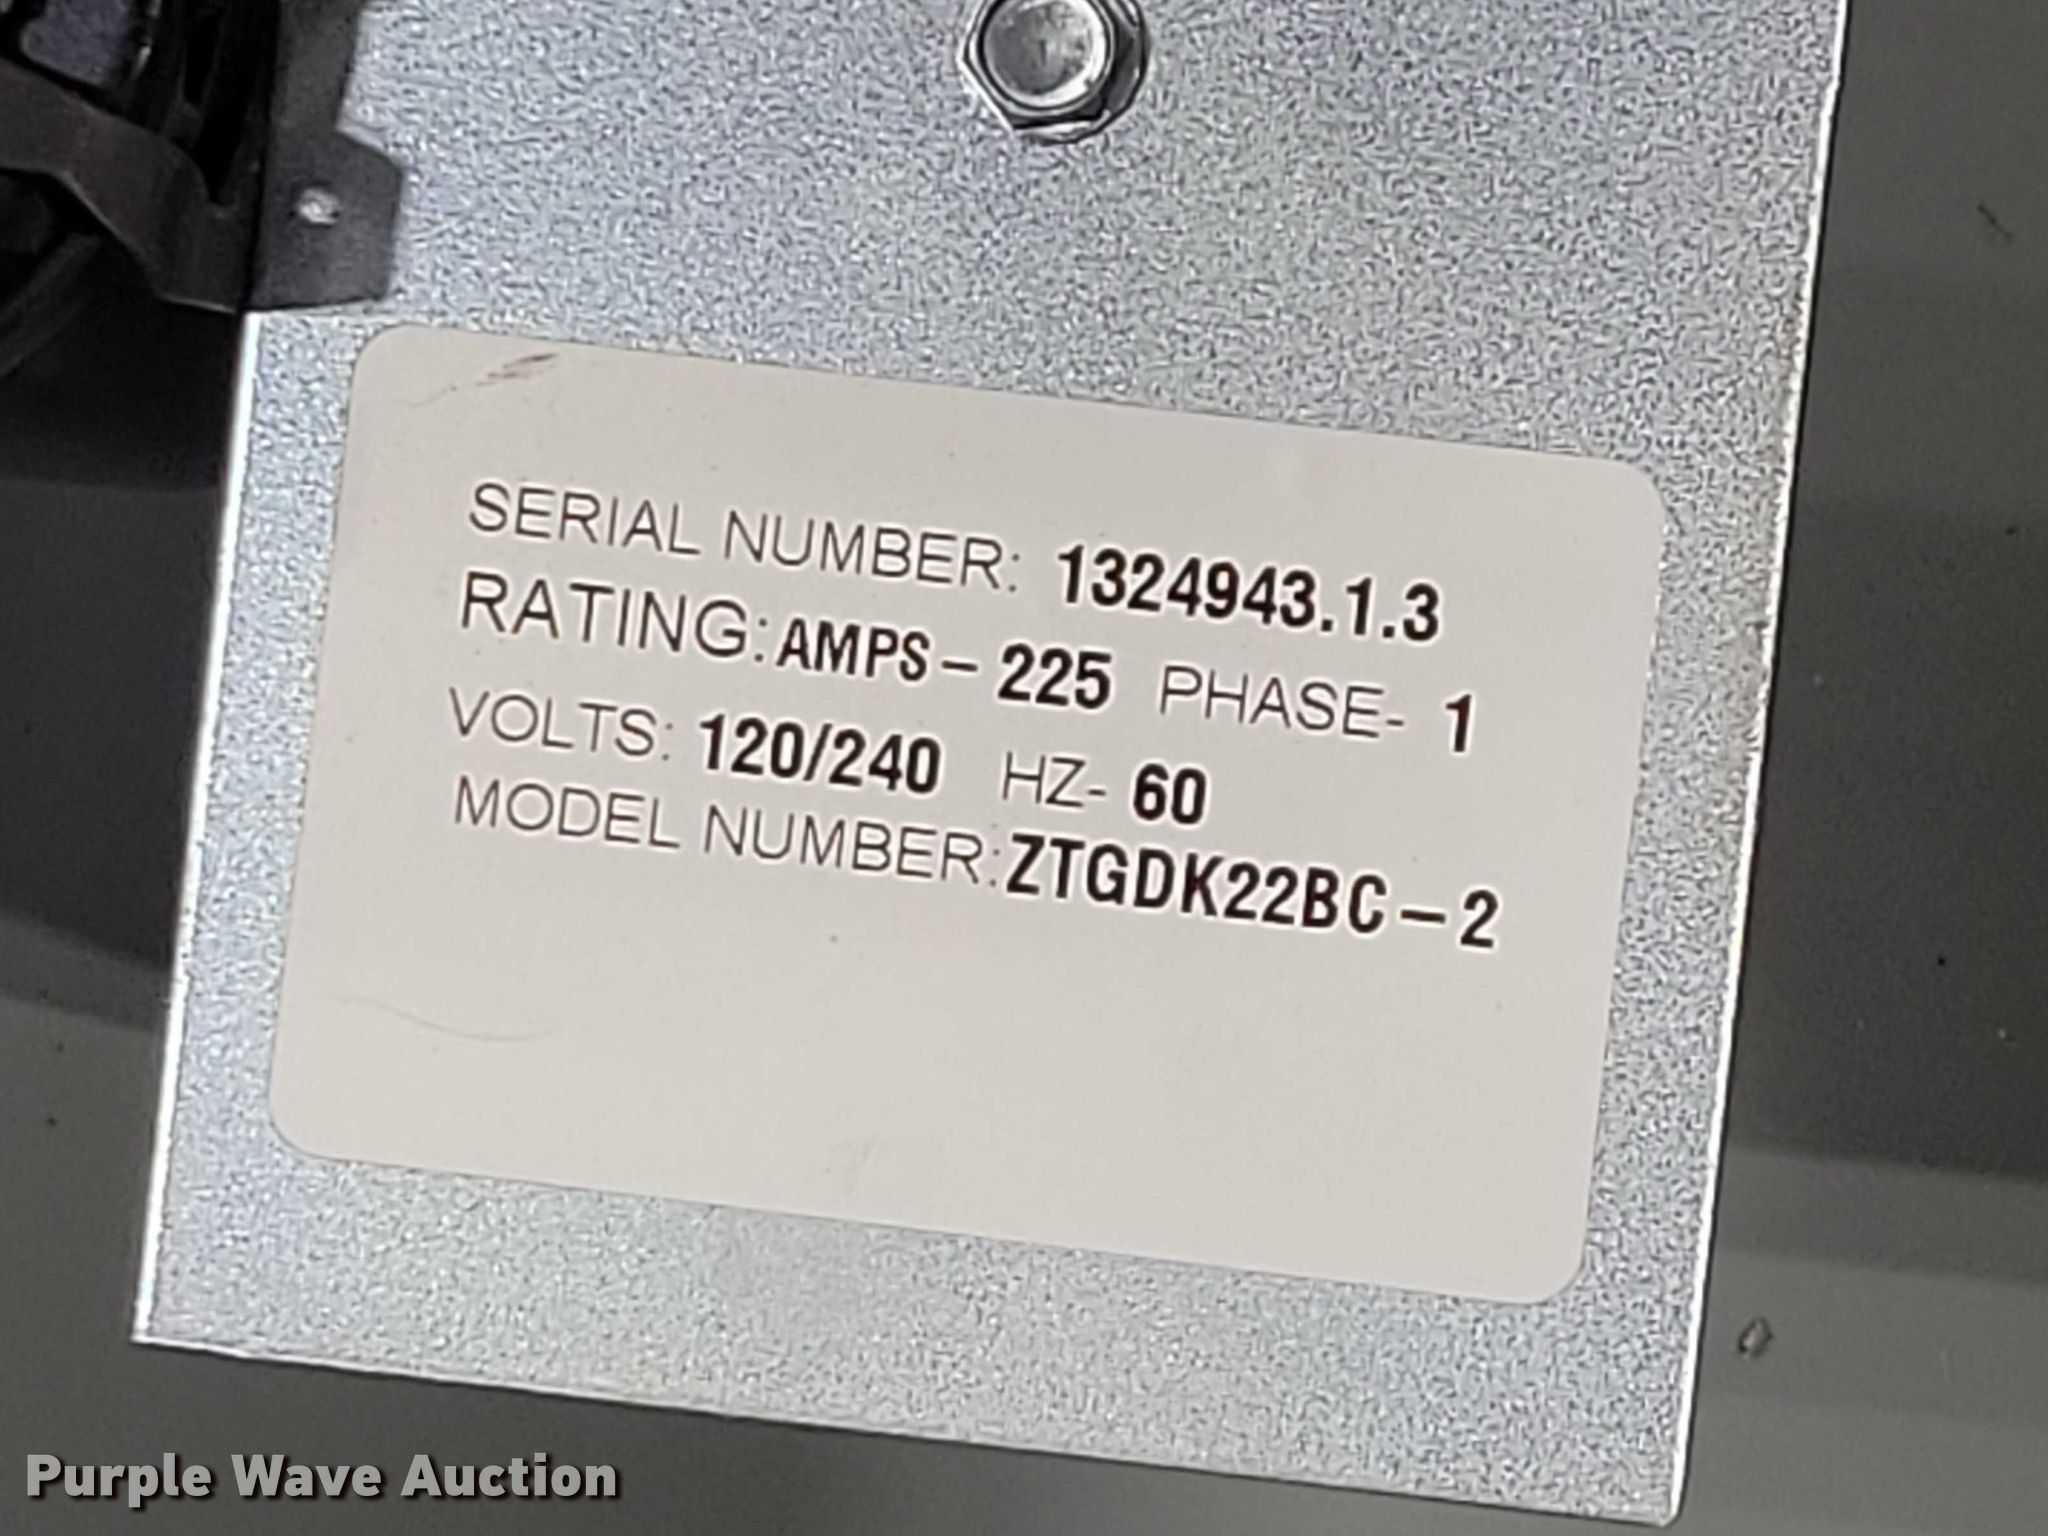 SERIAL NUMBER: 1324943.1.3
RATING: AMPS – 225 PHASE- 1
VOLTS: 120/240 HZ- 60
MODEL NUMBER: ZTGDK22BC – 2
Purple Wave Auction